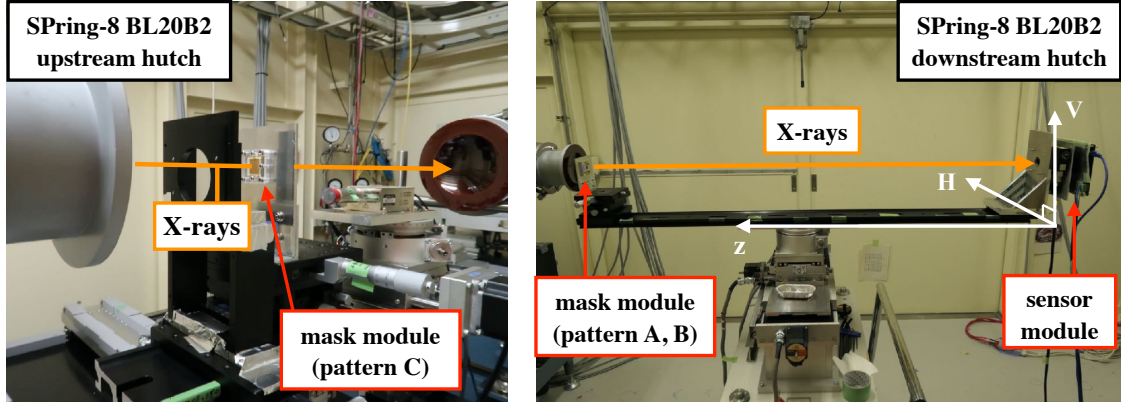 SPring-8 BL20B2
upstream hutch
X-rays
mask module
(pattern C)
SPring-8 BL20B2
downstream hutch
V
X-rays
H
z
mask module
(pattern A, B)
sensor
module